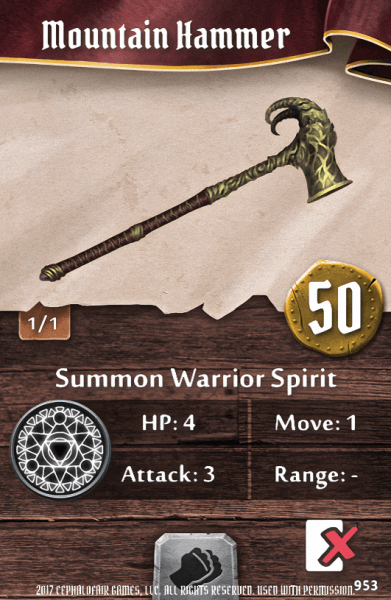 Mountain Hammer
50
1/1
Summon Warrior Spirit
HP: 4 Move: 1
Attack: 3 Range: -
953
2017 CEPHALOFAIR GAMES, LLC. ALL RIGHTS RESERVED. USED WITH PERMISSION